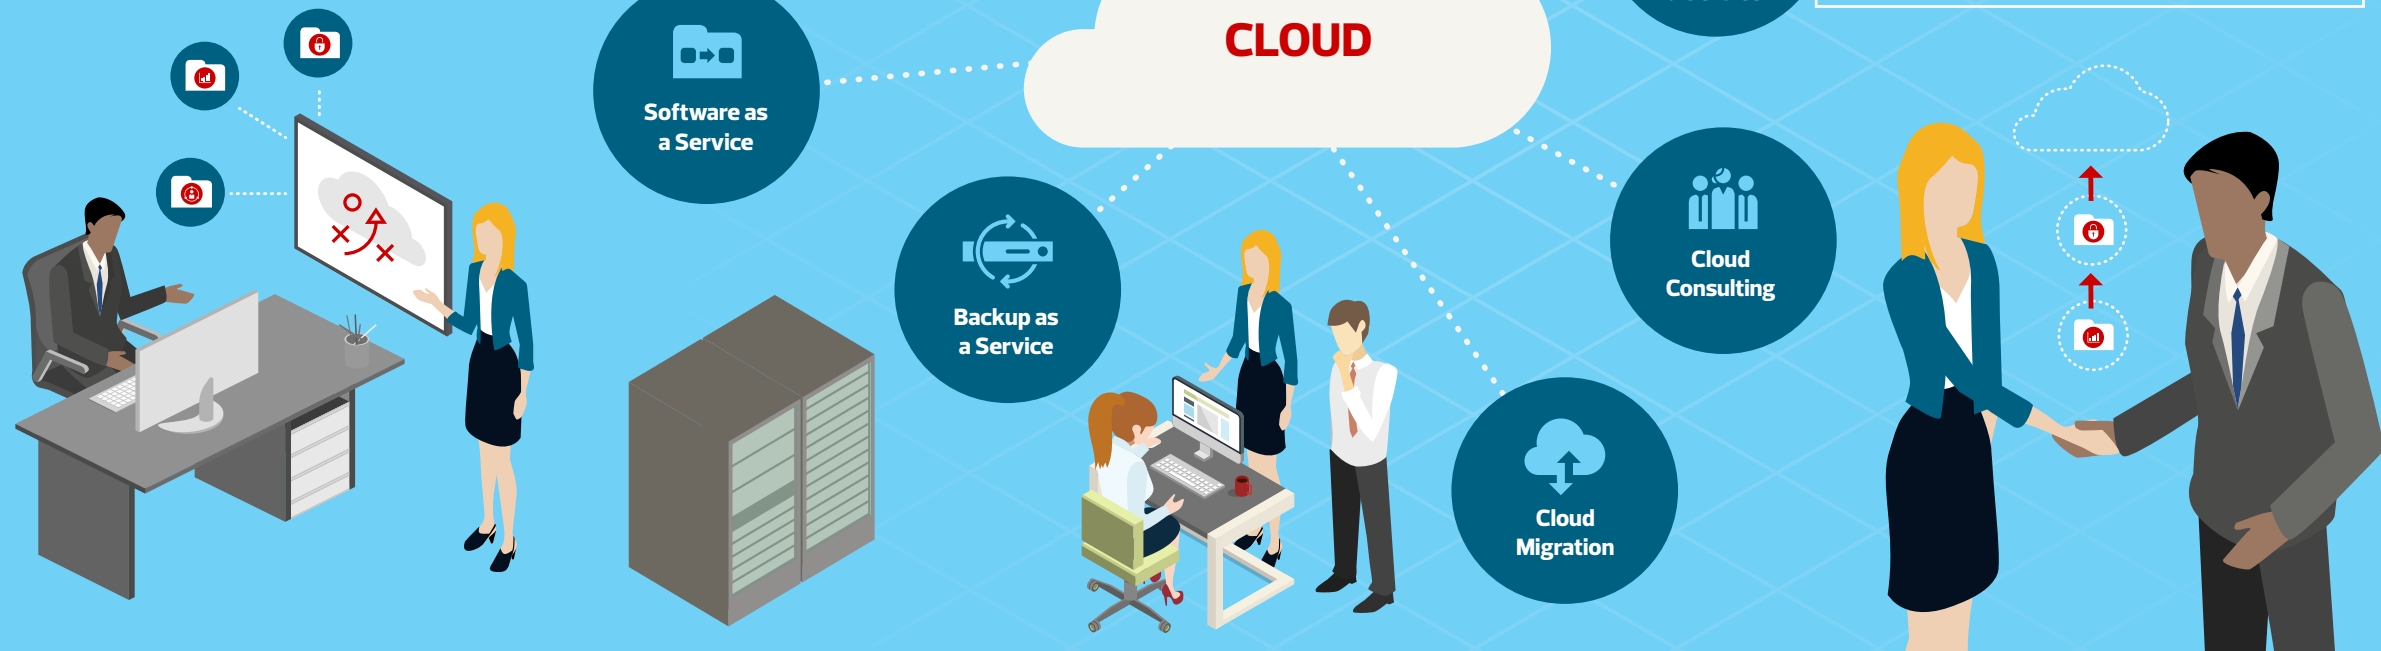 CLOUD
Software as
a Service
Backup as
a Service
Cloud
Consulting
Cloud
Migration